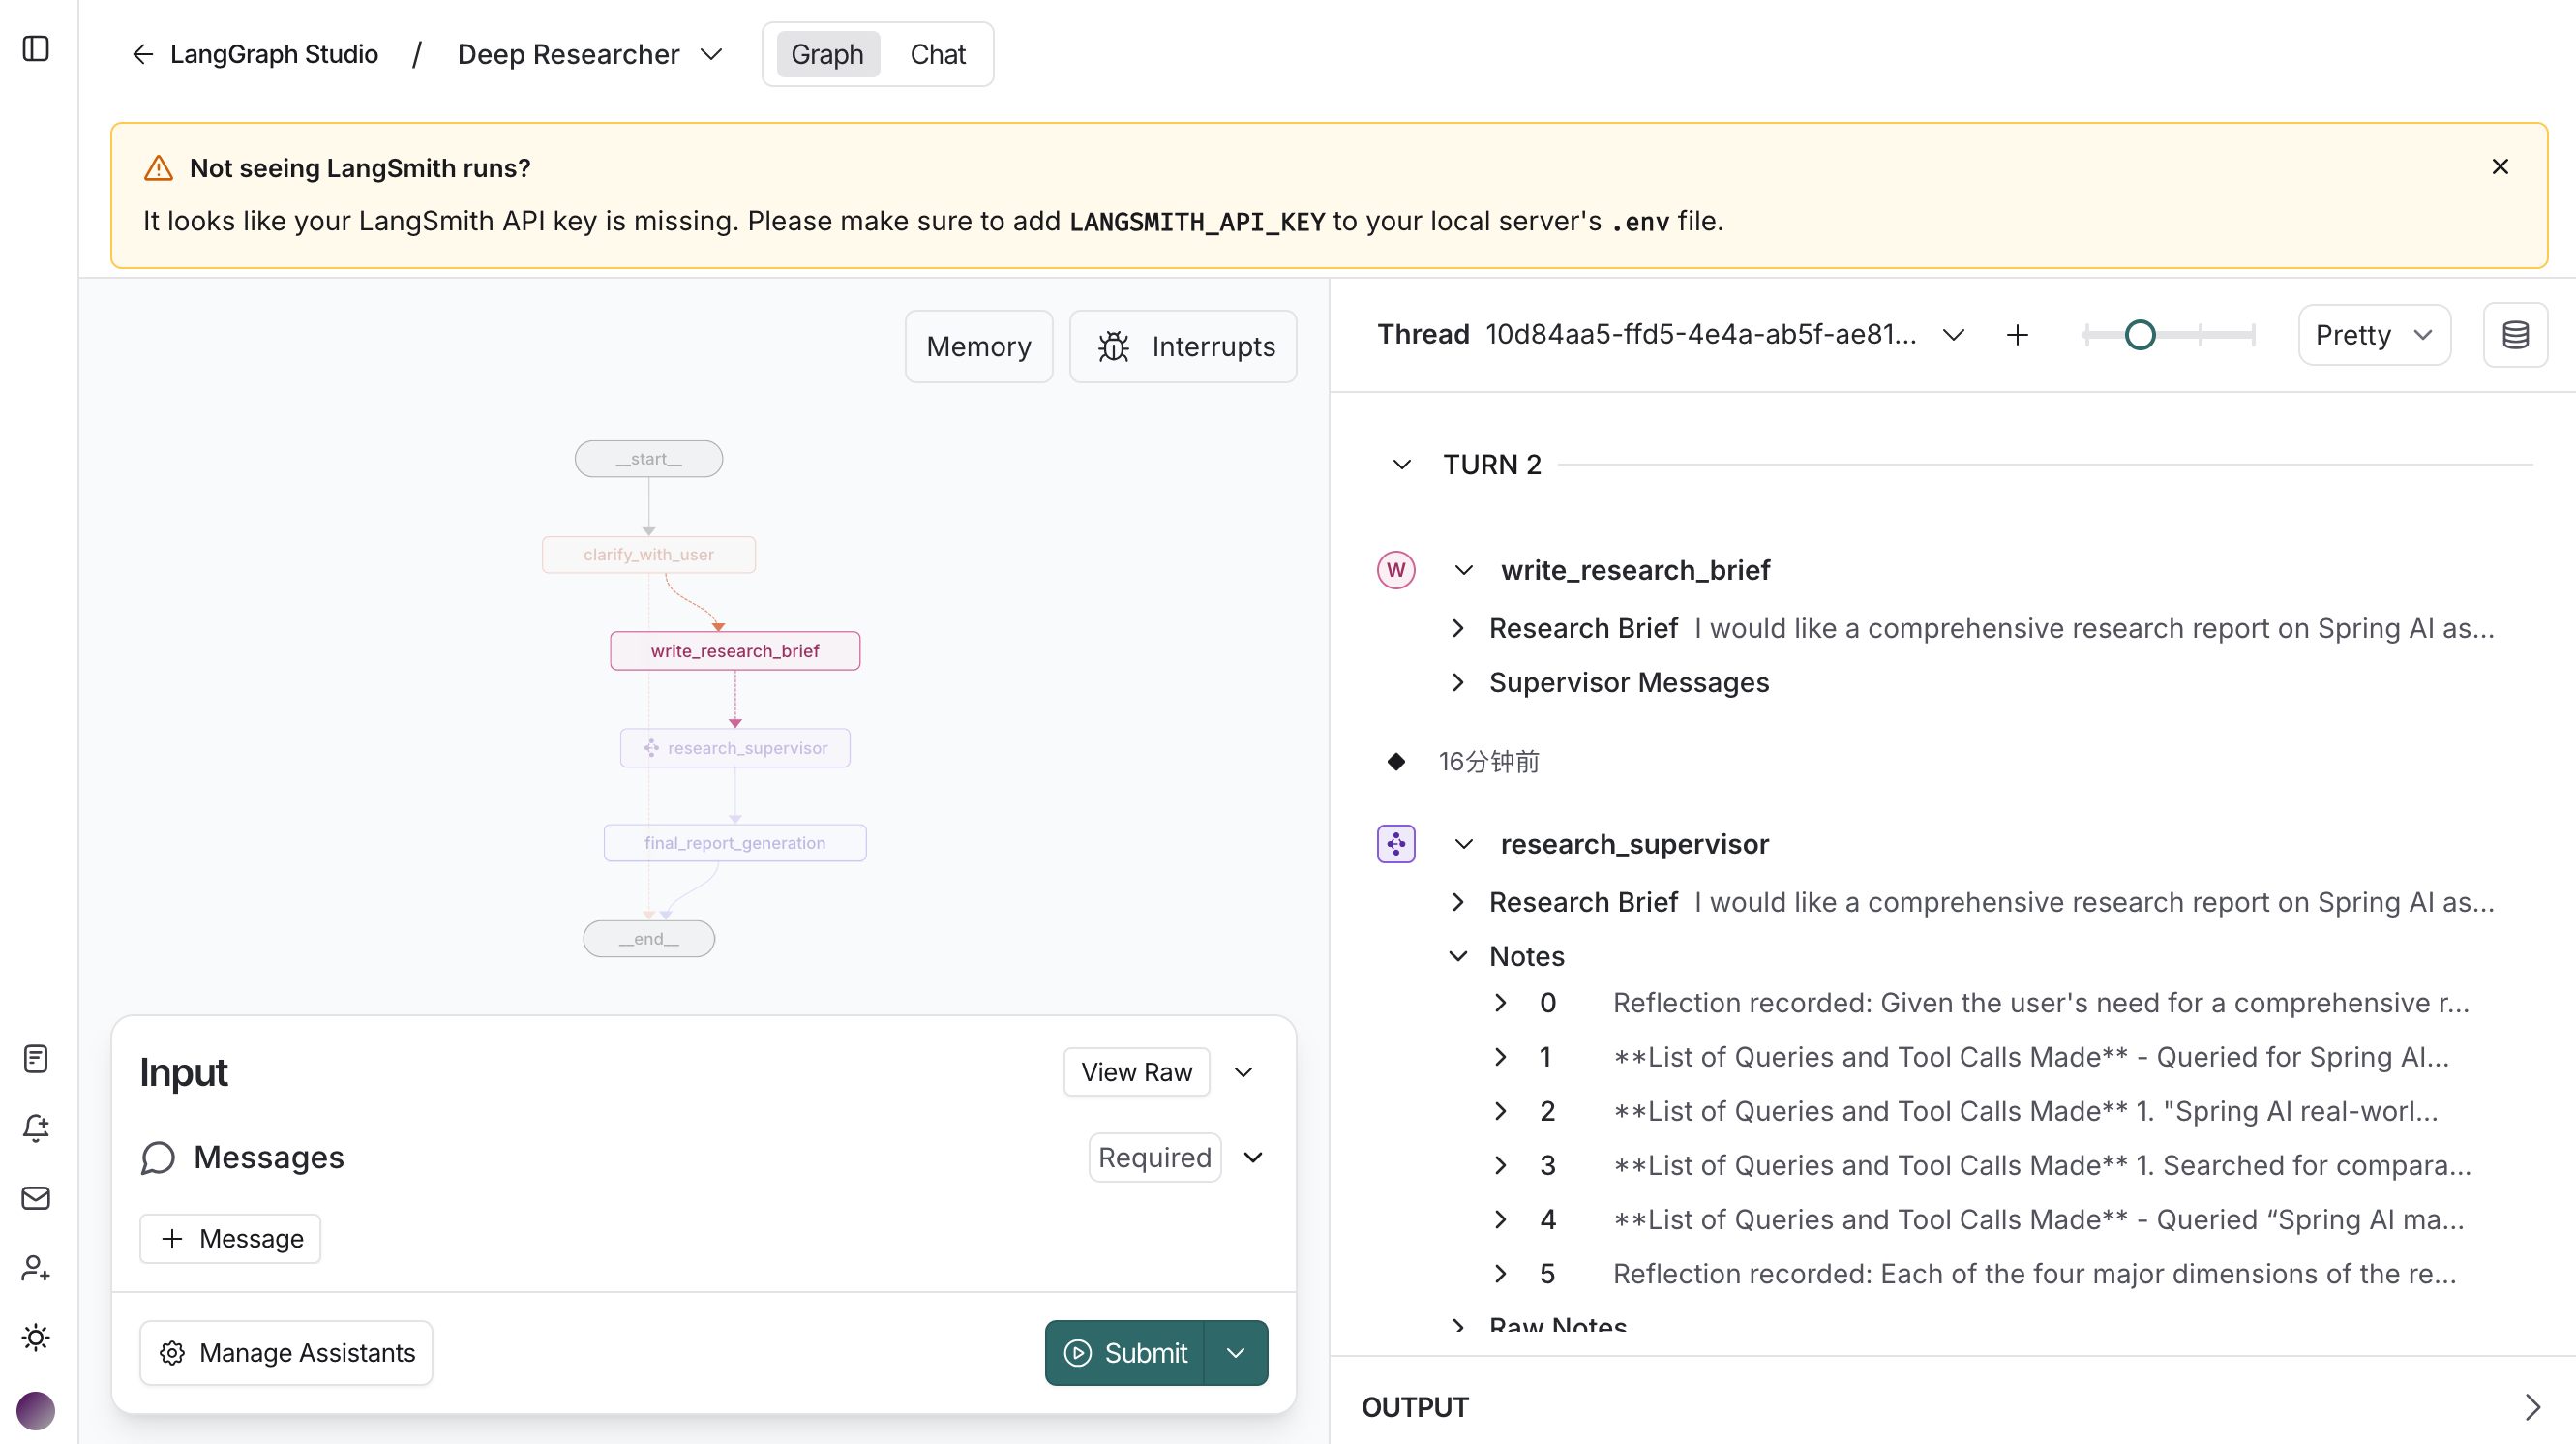 LangGraph Studio / Deep Researcher Graph Chat
Not seeing LangSmith runs?
It looks like your LangSmith API key is missing. Please make sure to add LANGSMITH_API_KEY to your local server's .env file.
Memory
Interrupts
__start__
clarify_with_user
write_research_brief
research_supervisor
final_report_generation
__end__
Input
View Raw
Messages
Required
+ Message
Manage Assistants
Submit
Thread 10d84aa5-ffd5-4e4a-ab5f-ae81...
Pretty
TURN 2
W write_research_brief
Research Brief I would like a comprehensive research report on Spring AI as...
Supervisor Messages
16分钟前
research_supervisor
Research Brief I would like a comprehensive research report on Spring AI as...
Notes
0 Reflection recorded: Given the user's need for a comprehensive r...
1 **List of Queries and Tool Calls Made** - Queried for Spring AI...
2 **List of Queries and Tool Calls Made** 1. "Spring AI real-worl...
3 **List of Queries and Tool Calls Made** 1. Searched for compara...
4 **List of Queries and Tool Calls Made** - Queried “Spring AI ma...
5 Reflection recorded: Each of the four major dimensions of the re...
Raw Notes
OUTPUT